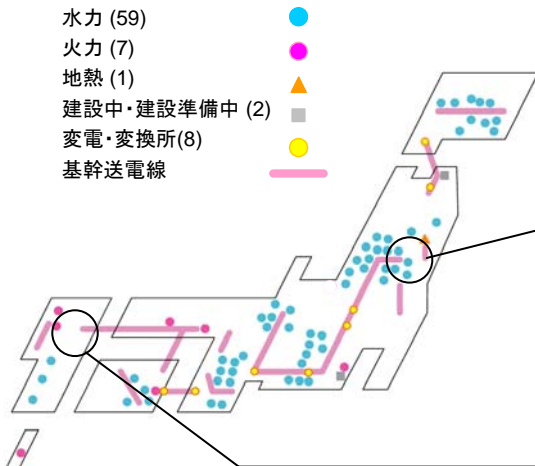 水力 (59)
火力 (7)
地熱 (1)
建設中・建設準備中 (2)
変電・変換所(8)
基幹送電線